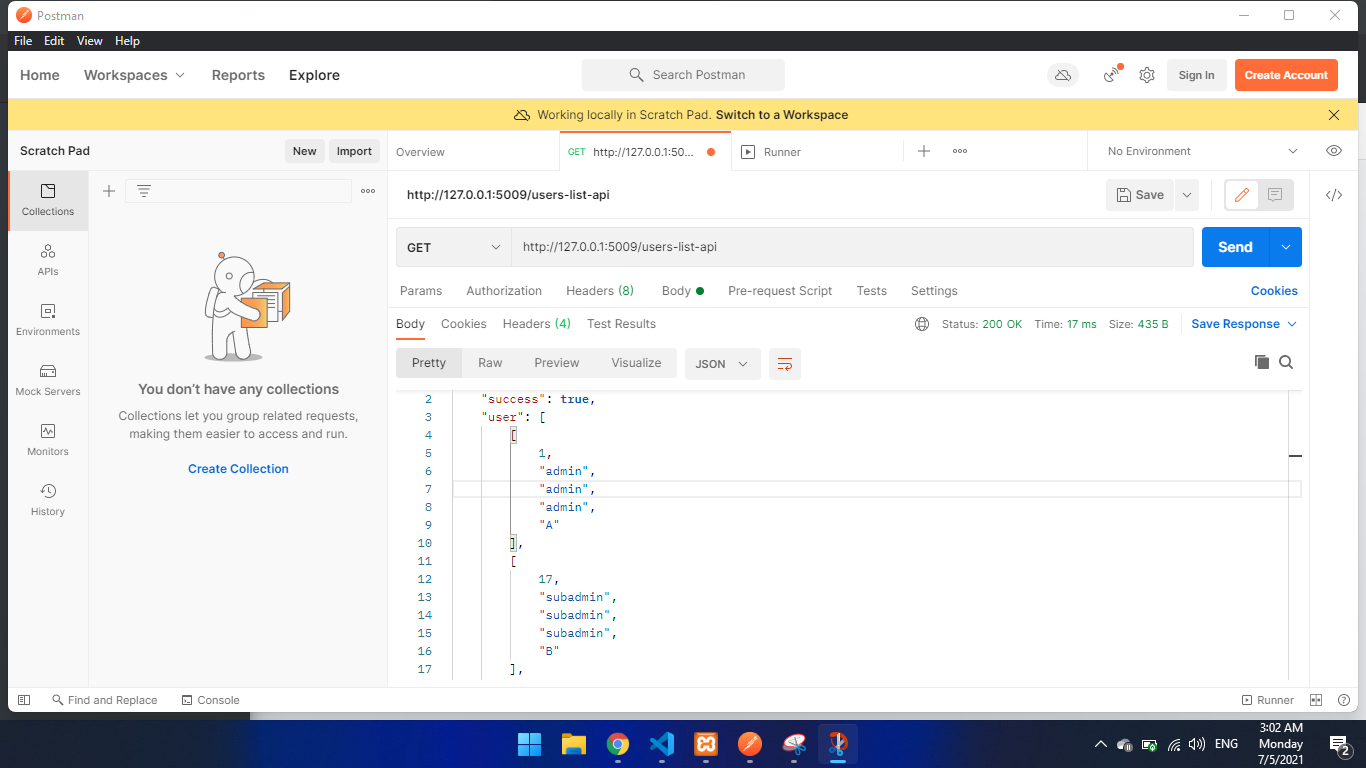 Postman
File Edit View Help
Home Workspaces Reports Explore
Search Postman
Sign In
Create Account
Working locally in Scratch Pad. Switch to a Workspace
Scratch Pad
New
Import
Overview
GET http://127.0.0.1:50...
Runner
No Environment
Collections
APIs
Environments
Mock Servers
Monitors
History
You don't have any collections
Collections let you group related requests,
making them easier to access and run.
Create Collection
http://127.0.0.1:5009/users-list-api
Save
GET
http://127.0.0.1:5009/users-list-api
Send
Params Authorization Headers (8) Body Pre-request Script Tests Settings Cookies
Body Cookies Headers (4) Test Results
Status: 200 OK Time: 17 ms Size: 435 B Save Response
Pretty Raw Preview Visualize JSON
2 "success": true,
3 "user": [
4 [
5 1,
6 "admin",
7 "admin",
8 "admin",
9 "A"
10 ],
11 [
12 17,
13 "subadmin",
14 "subadmin",
15 "subadmin",
16 "B"
17 ],
Find and Replace Console
Runner
ENG
3:02 AM
Monday
7/5/2021
2